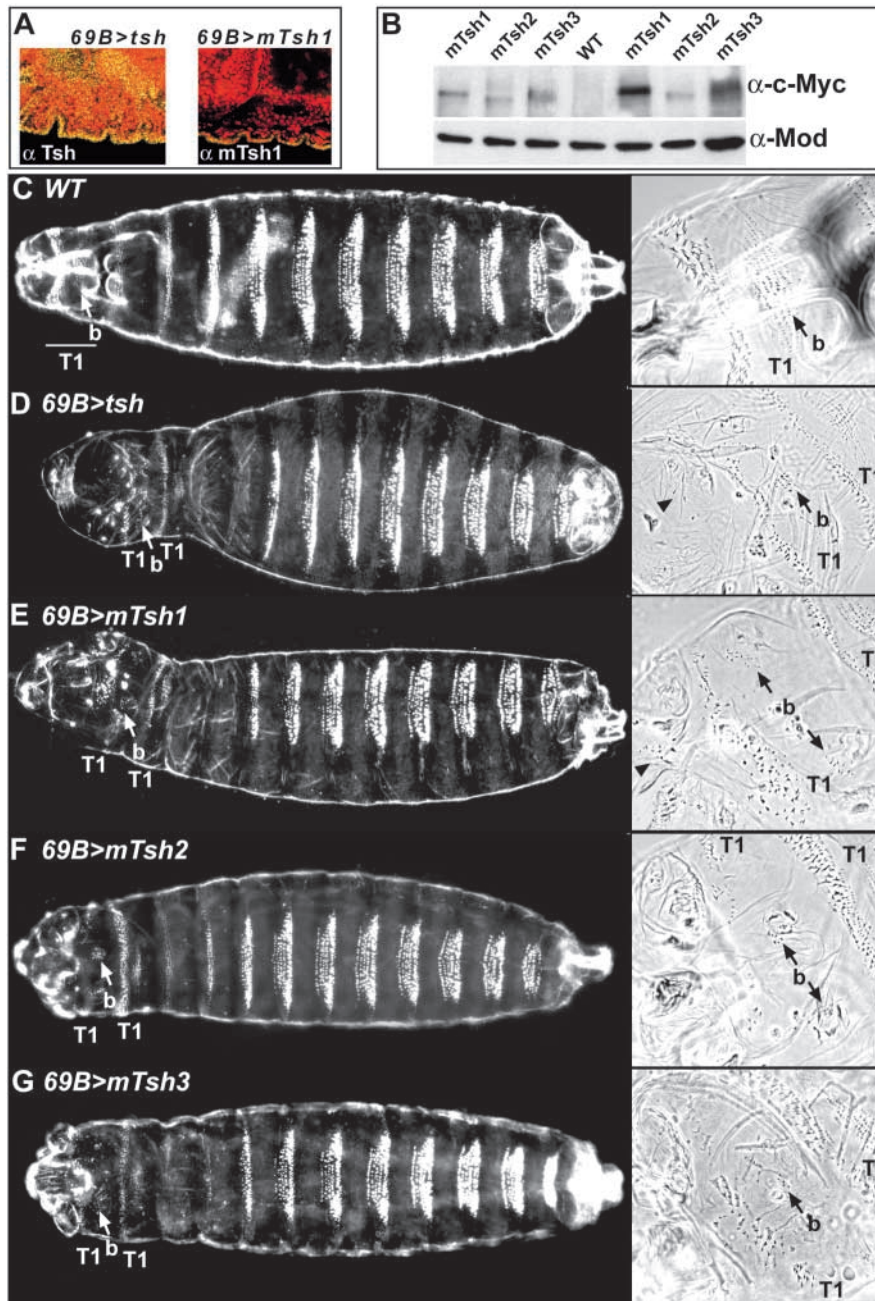 A
69B>tsh
69B>mTsh1
α Tsh
α mTsh1
B
mTsh1
mTsh2
mTsh3
WT
mTsh1
mTsh2
mTsh3
α-c-Myc
α-Mod
C WT
b
T1
T1
b
D 69B>tsh
T1
b
T1
T1
b
T1
E 69B>mTsh1
b
T1
T1
T1
b
T1
F 69B>mTsh2
b
T1
T1
T1
T1
b
G 69B>mTsh3
b
T1
T1
T
b
T1